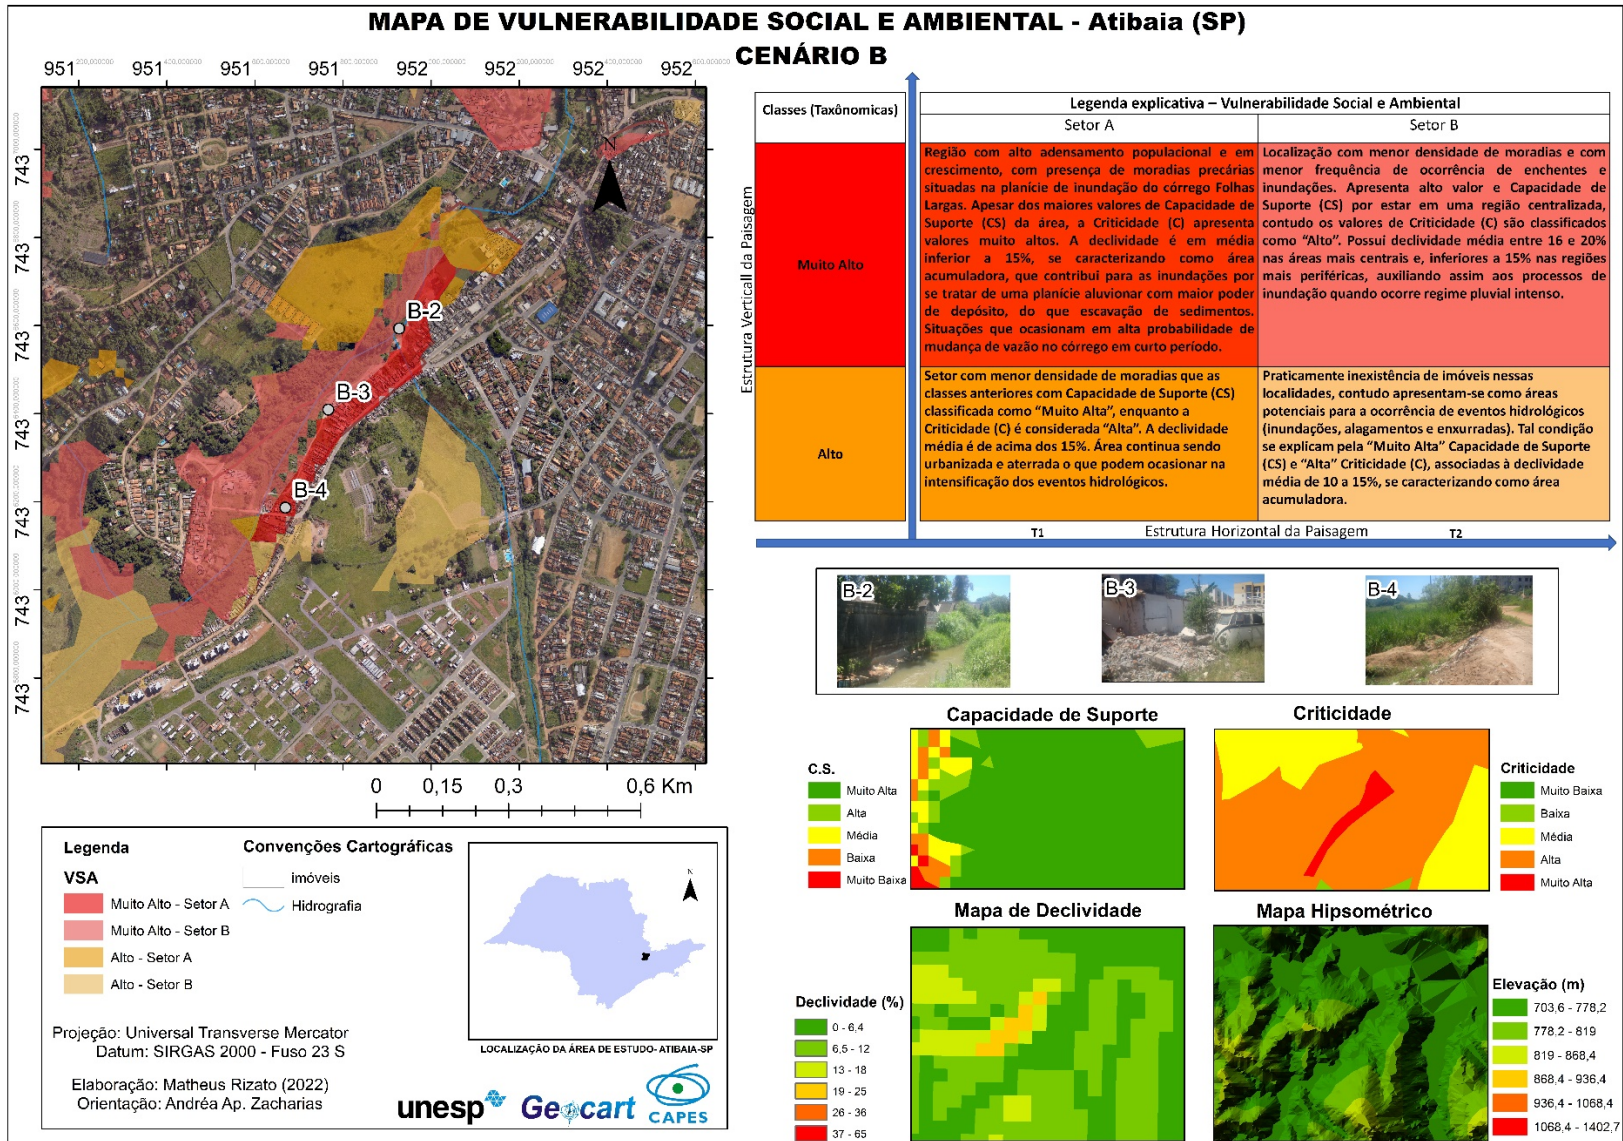 MAPA DE VULNERABILIDADE SOCIAL E AMBIENTAL - Atibaia (SP)
CENÁRIO B
951 951 951 951 952 952 952 952
743
743
743
743
743
743
743
N
B-2
B-3
B-4
0 0,15 0,3 0,6 Km
Classes (Taxônomicas)
Legenda explicativa – Vulnerabilidade Social e Ambiental
Setor A
Setor B
Estrutura Verticall da Paisagem
Muito Alto
Região com alto adensamento populacional e em
crescimento, com presença de moradias precárias
situadas na planície de inundação do córrego Folhas
Largas. Apesar dos maiores valores de Capacidade de
Suporte (CS) da área, a Criticidade (C) apresenta
valores muito altos. A declividade é em média
inferior a 15%, se caracterizando como área
acumuladora, que contribui para as inundações por
se tratar de uma planície aluvionar com maior poder
de depósito, do que escavação de sedimentos.
Situações que ocasionam em alta probabilidade de
mudança de vazão no córrego em curto período.
Localização com menor densidade de moradias e com
menor frequência de ocorrência de enchentes e
inundações. Apresenta alto valor e Capacidade de
Suporte (CS) por estar em uma região centralizada,
contudo os valores de Criticidade (C) são classificados
como “Alto”. Possui declividade média entre 16 e 20%
nas áreas mais centrais e, inferiores a 15% nas regiões
mais periféricas, auxiliando assim aos processos de
inundação quando ocorre regime pluvial intenso.
Alto
Setor com menor densidade de moradias que as
classes anteriores com Capacidade de Suporte (CS)
classificada como “Muito Alta”, enquanto a
Criticidade (C) é considerada “Alta”. A declividade
média é de acima dos 15%. Área continua sendo
urbanizada e aterrada o que podem ocasionar na
intensificação dos eventos hidrológicos.
Praticamente inexistência de imóveis nessas
localidades, contudo apresentam-se como áreas
potenciais para a ocorrência de eventos hidrológicos
(inundações, alagamentos e enxurradas). Tal condição
se explicam pela “Muito Alta” Capacidade de Suporte
(CS) e “Alta” Criticidade (C), associadas à declividade
média de 10 a 15%, se caracterizando como área
acumuladora.
T1 Estrutura Horizontal da Paisagem T2
B-2
B-3
B-4
Capacidade de Suporte
C.S.
Muito Alta
Alta
Média
Baixa
Muito Baixa
Criticidade
Criticidade
Muito Baixa
Baixa
Média
Alta
Muito Alta
Mapa de Declividade
Declividade (%)
0 - 6,4
6,5 - 12
13 - 18
19 - 25
26 - 36
37 - 65
Mapa Hipsométrico
Elevação (m)
703,6 - 778,2
778,2 - 819
819 - 868,4
868,4 - 936,4
936,4 - 1068,4
1068,4 - 1402,7
Legenda
VSA
Muito Alto - Setor A
Muito Alto - Setor B
Alto - Setor A
Alto - Setor B
Convenções Cartográficas
imóveis
Hidrografia
N
LOCALIZAÇÃO DA ÁREA DE ESTUDO- ATIBAIA-SP
Projeção: Universal Transverse Mercator
Datum: SIRGAS 2000 - Fuso 23 S
Elaboração: Matheus Rizato (2022)
Orientação: Andréa Ap. Zacharias
unesp
Geocart
CAPES